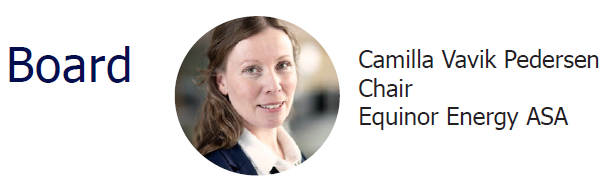 Board
Camilla Vavik Pedersen
Chair
Equinor Energy ASA